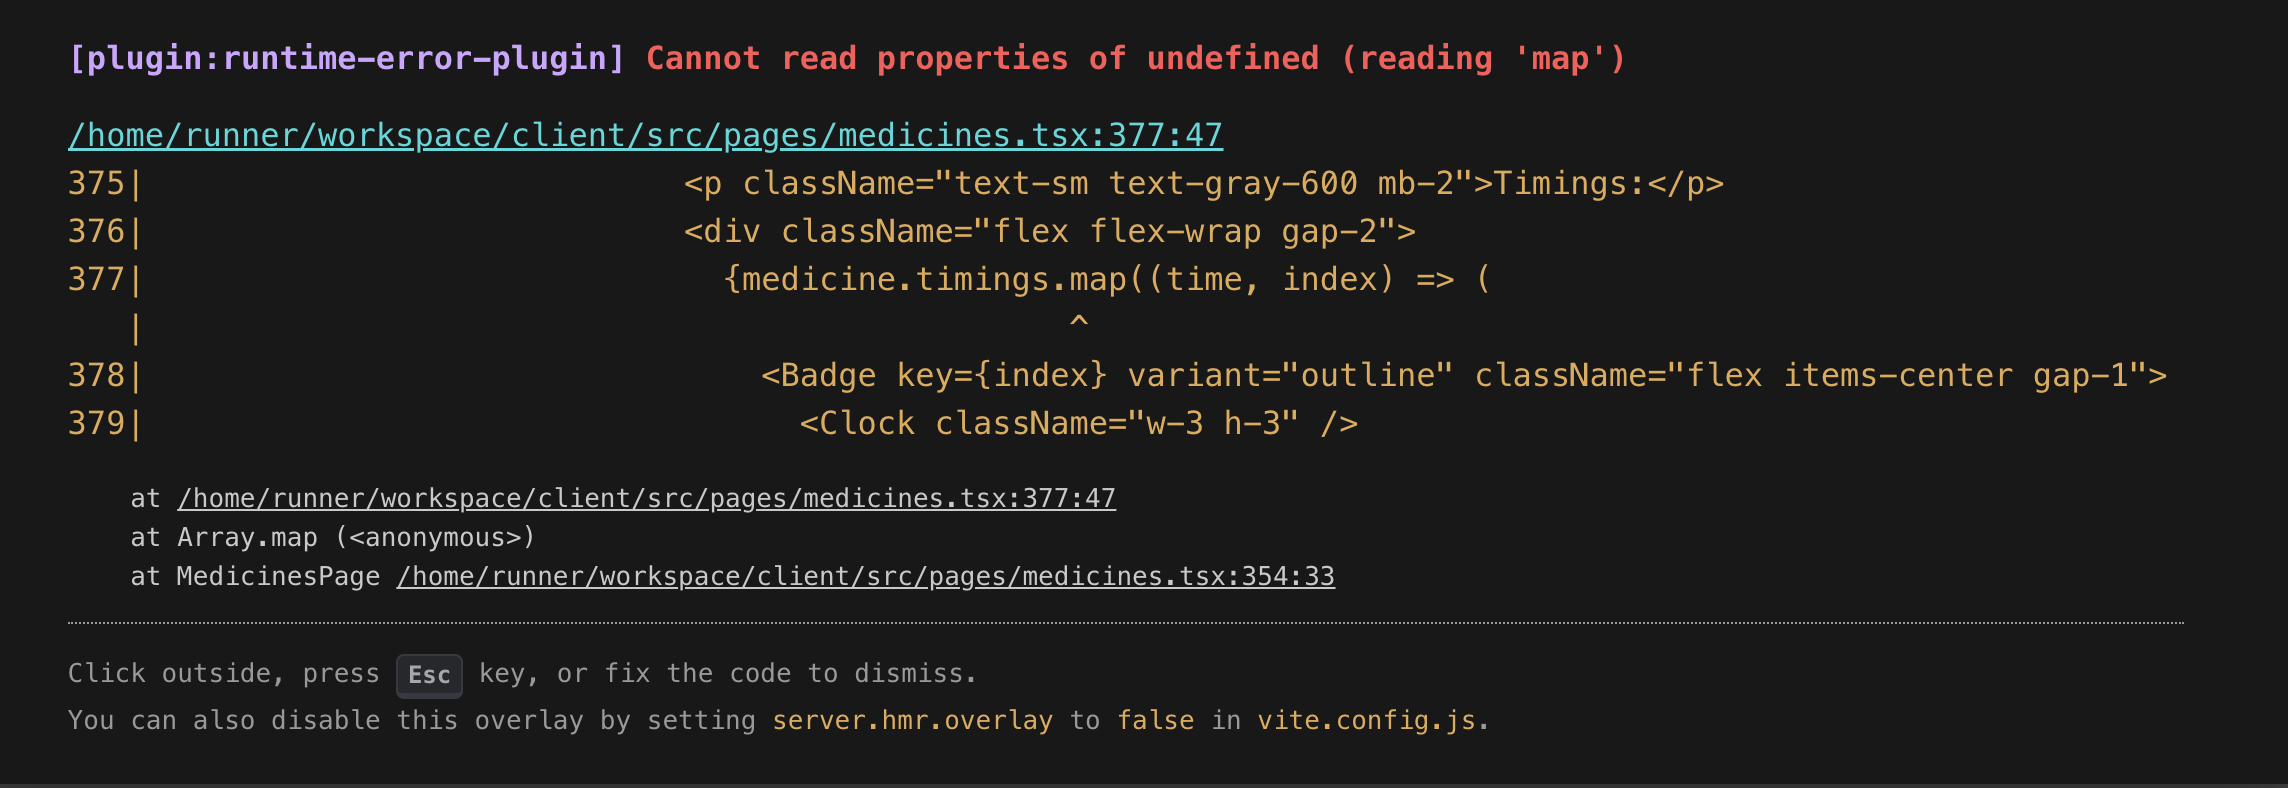 [plugin:runtime-error-plugin] Cannot read properties of undefined (reading 'map')
/home/runner/workspace/client/src/pages/medicines.tsx:377:47
375|                            <p className="text-sm text-gray-600 mb-2">Timings:</p>
376|                            <div className="flex flex-wrap gap-2">
377|                              {medicine.timings.map((time, index) => (
   |                                                ^
378|                                <Badge key={index} variant="outline" className="flex items-center gap-1">
379|                                  <Clock className="w-3 h-3" />
    at /home/runner/workspace/client/src/pages/medicines.tsx:377:47
    at Array.map (<anonymous>)
    at MedicinesPage /home/runner/workspace/client/src/pages/medicines.tsx:354:33
Click outside, press Esc key, or fix the code to dismiss.
You can also disable this overlay by setting server.hmr.overlay to false in vite.config.js.